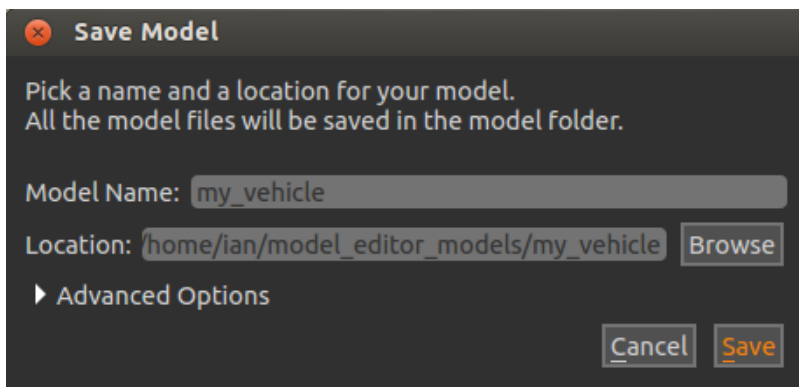 Save Model
Pick a name and a location for your model.
All the model files will be saved in the model folder.
Model Name: my_vehicle
Location: /home/ian/model_editor_models/my_vehicle Browse
Advanced Options
Cancel Save